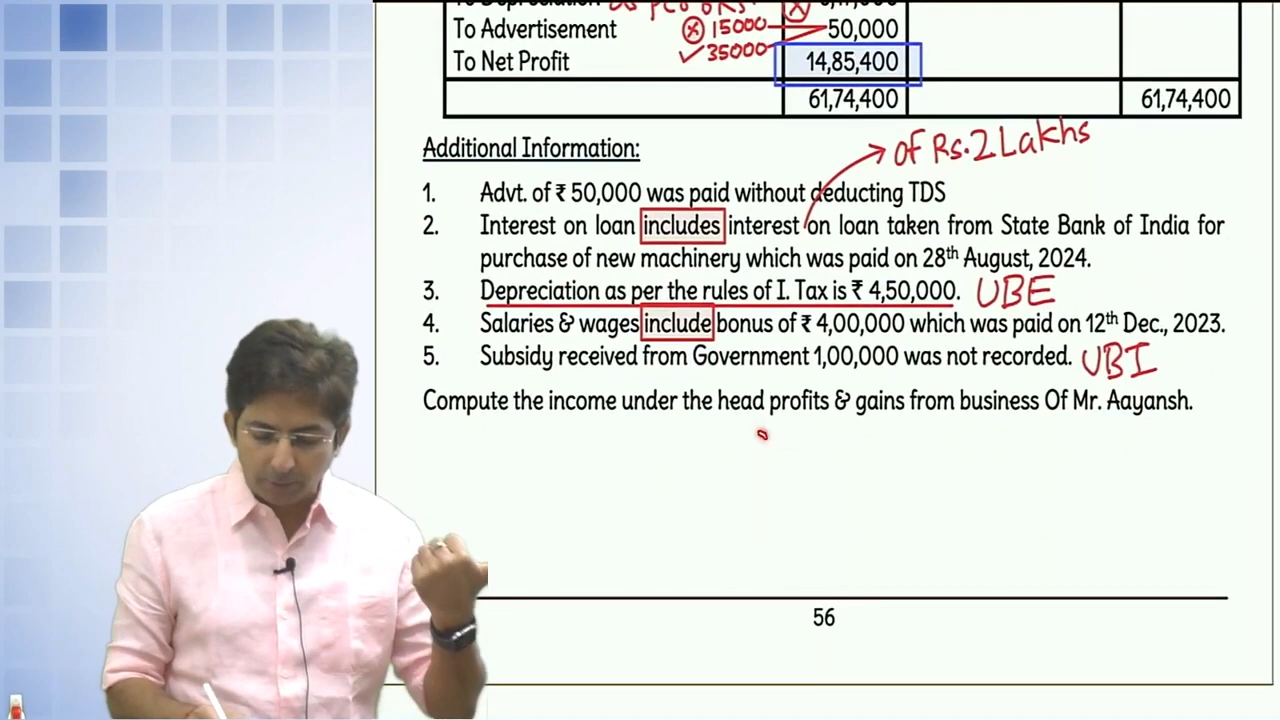 as per
To Advertisement ⊗ 15000 50,000
✓35000
To Net Profit 14,85,400
61,74,400 61,74,400
of Rs.2 Lakhs
Additional Information:
1. Advt. of ₹ 50,000 was paid without deducting TDS
2. Interest on loan includes interest on loan taken from State Bank of India for
purchase of new machinery which was paid on 28th August, 2024.
3. Depreciation as per the rules of I. Tax is ₹ 4,50,000. UBE
4. Salaries & wages include bonus of ₹ 4,00,000 which was paid on 12th Dec., 2023.
5. Subsidy received from Government 1,00,000 was not recorded. UBI
Compute the income under the head profits & gains from business Of Mr. Aayansh.
56